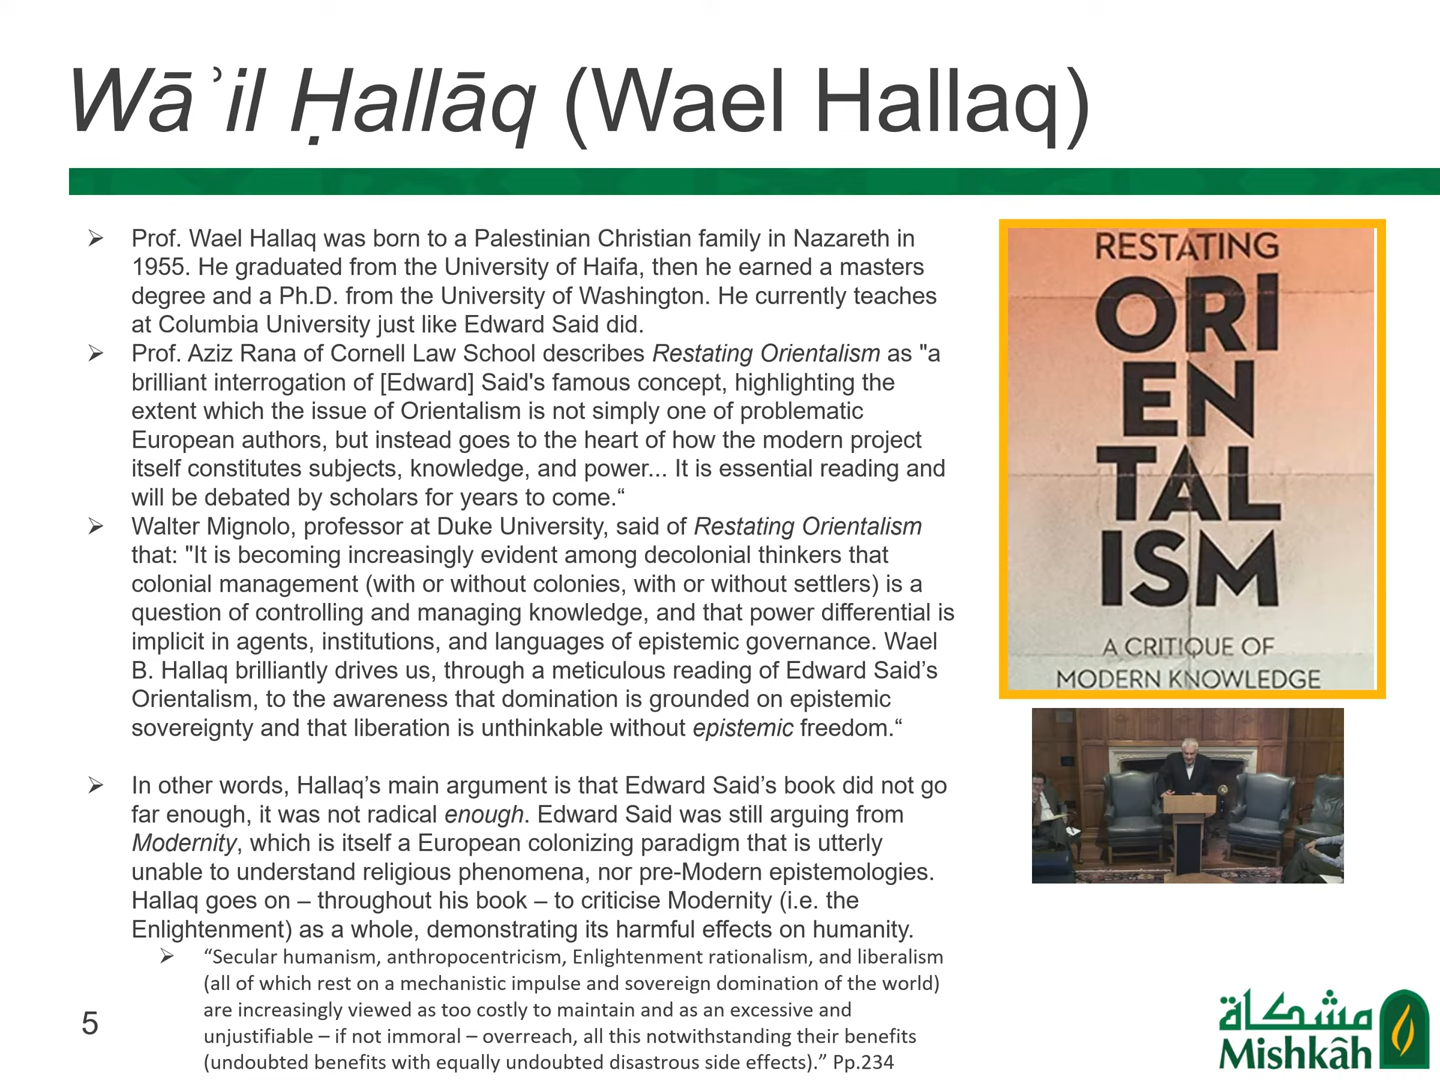 Wāʾil Ḥallāq (Wael Hallaq)
➢ Prof. Wael Hallaq was born to a Palestinian Christian family in Nazareth in
1955. He graduated from the University of Haifa, then he earned a masters
degree and a Ph.D. from the University of Washington. He currently teaches
at Columbia University just like Edward Said did.
➢ Prof. Aziz Rana of Cornell Law School describes Restating Orientalism as "a
brilliant interrogation of [Edward] Said's famous concept, highlighting the
extent which the issue of Orientalism is not simply one of problematic
European authors, but instead goes to the heart of how the modern project
itself constitutes subjects, knowledge, and power... It is essential reading and
will be debated by scholars for years to come.“
➢ Walter Mignolo, professor at Duke University, said of Restating Orientalism
that: "It is becoming increasingly evident among decolonial thinkers that
colonial management (with or without colonies, with or without settlers) is a
question of controlling and managing knowledge, and that power differential is
implicit in agents, institutions, and languages of epistemic governance. Wael
B. Hallaq brilliantly drives us, through a meticulous reading of Edward Said’s
Orientalism, to the awareness that domination is grounded on epistemic
sovereignty and that liberation is unthinkable without epistemic freedom.“
➢ In other words, Hallaq’s main argument is that Edward Said’s book did not go
far enough, it was not radical enough. Edward Said was still arguing from
Modernity, which is itself a European colonizing paradigm that is utterly
unable to understand religious phenomena, nor pre-Modern epistemologies.
Hallaq goes on – throughout his book – to criticise Modernity (i.e. the
Enlightenment) as a whole, demonstrating its harmful effects on humanity.
➢ “Secular humanism, anthropocentricism, Enlightenment rationalism, and liberalism
(all of which rest on a mechanistic impulse and sovereign domination of the world)
are increasingly viewed as too costly to maintain and as an excessive and
unjustifiable – if not immoral – overreach, all this notwithstanding their benefits
(undoubted benefits with equally undoubted disastrous side effects).” Pp.234
RESTATING
ORI
EN
TAL
ISM
A CRITIQUE OF
MODERN KNOWLEDGE
5
مشكاة
Mishkâh